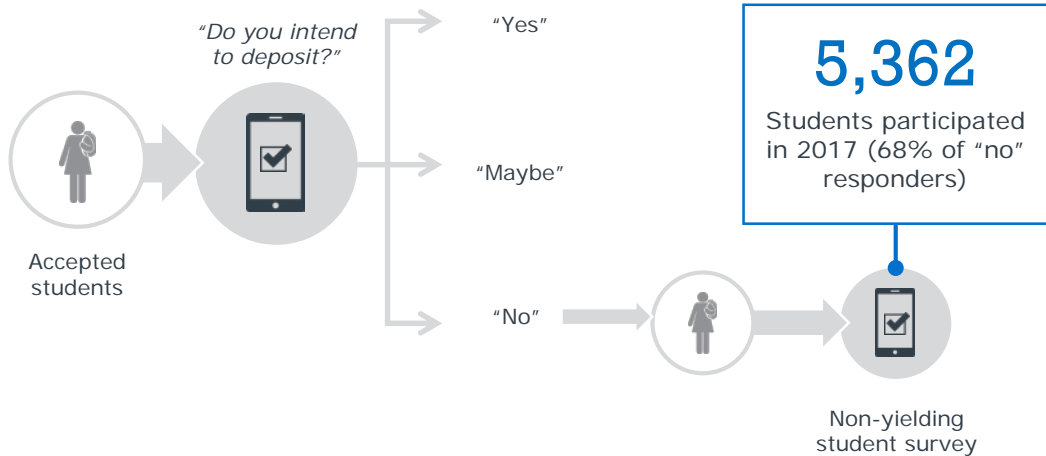 “Do you intend
to deposit?”
Accepted
students
“Yes”
“Maybe”
“No”
5,362
Students participated
in 2017 (68% of “no”
responders)
Non-yielding
student survey